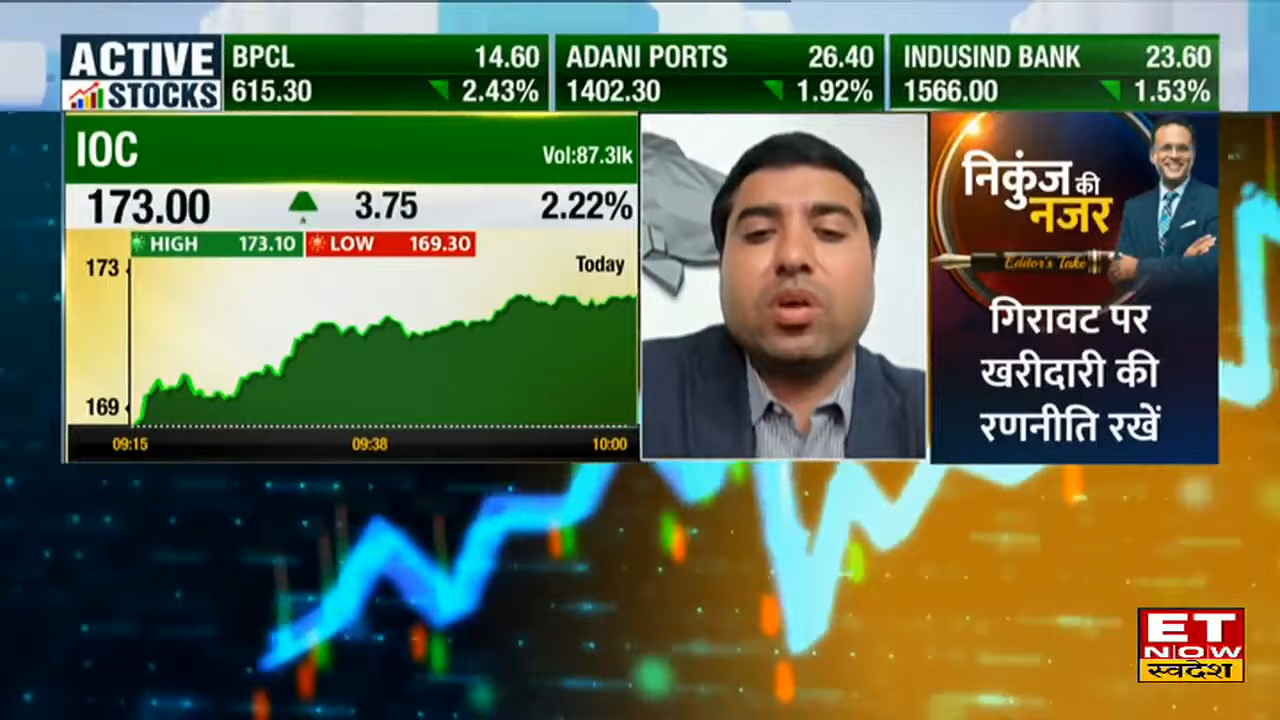 ACTIVE
STOCKS
BPCL 14.60
615.30 2.43%
ADANI PORTS 26.40
1402.30 1.92%
INDUSIND BANK 23.60
1566.00 1.53%
IOC Vol:87.3lk
173.00 3.75 2.22%
HIGH 173.10 LOW 169.30
Today
173
169
09:15 09:38 10:00
निकुंज की
नजर
Editor's Take
गिरावट पर
खरीदारी की
रणनीति रखें
ET
NOW
स्वदेश